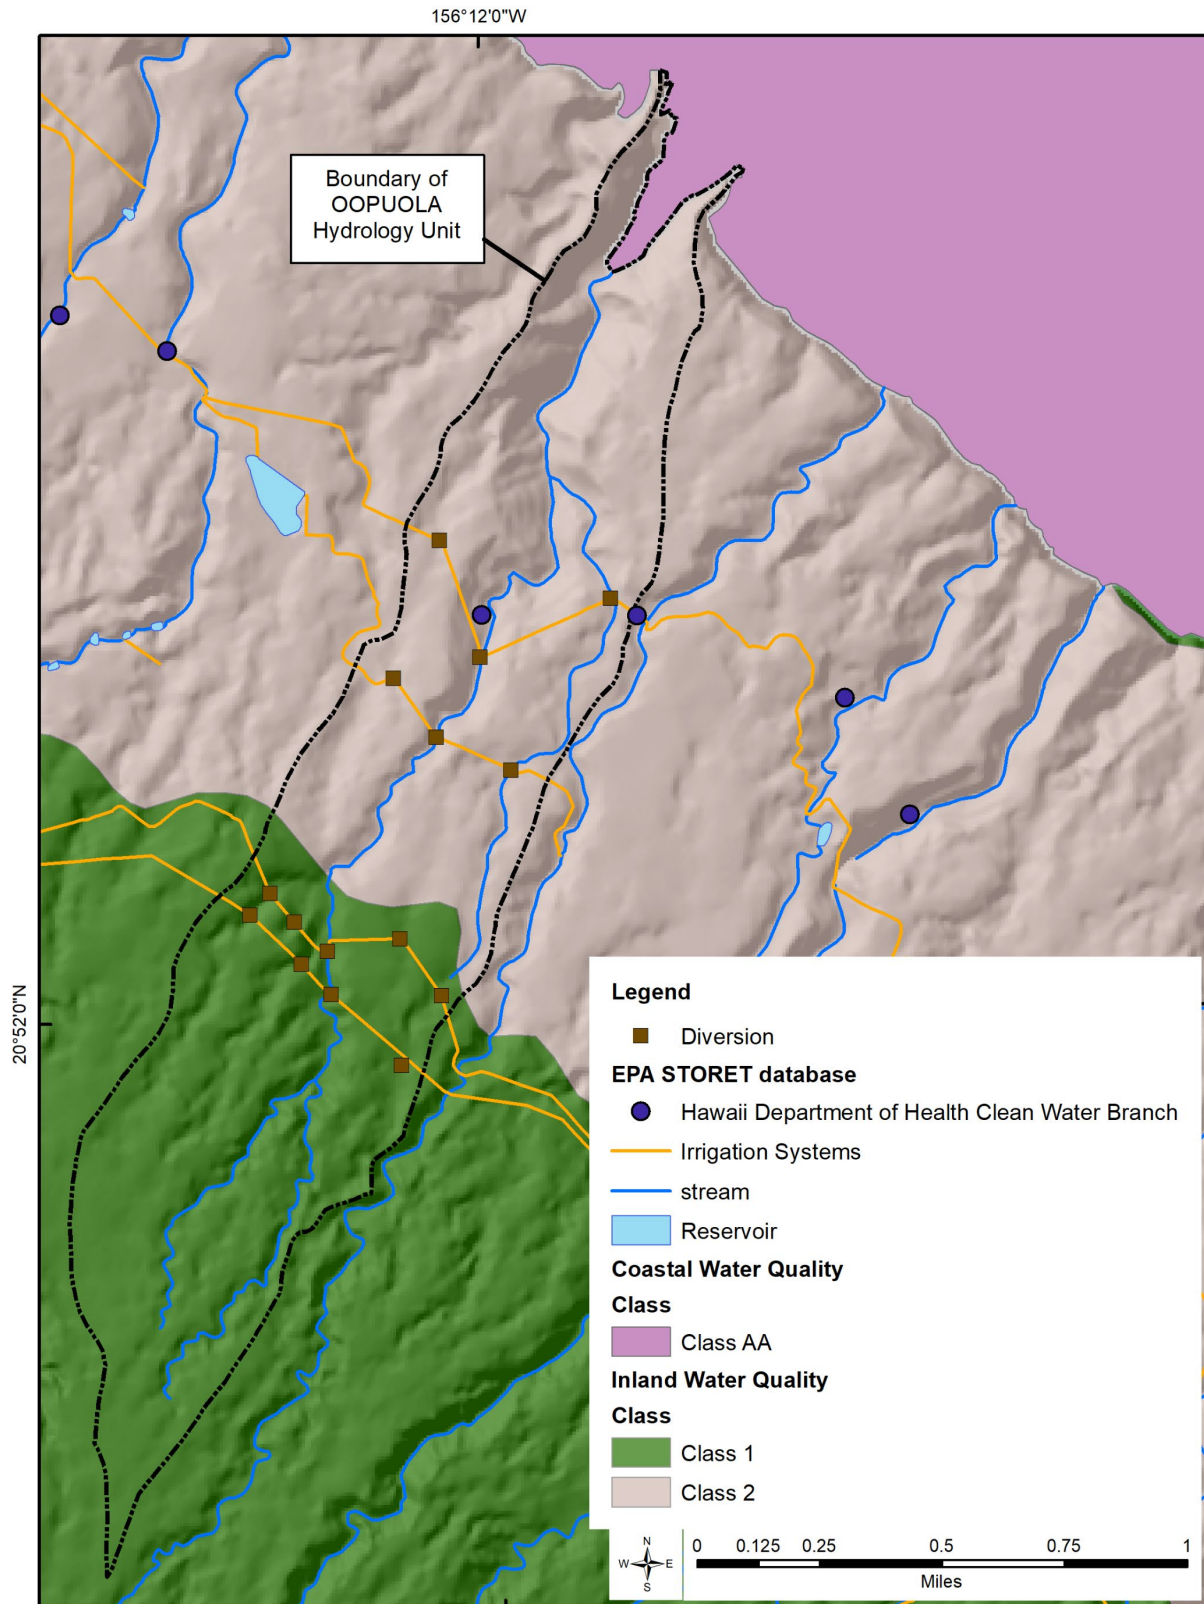 156°12'0"W
Boundary of
OOPUOLA
Hydrology Unit
20°52'0"N
Legend
Diversion
EPA STORET database
Hawaii Department of Health Clean Water Branch
Irrigation Systems
stream
Reservoir
Coastal Water Quality
Class
Class AA
Inland Water Quality
Class
Class 1
Class 2
N
W E
S
0 0.125 0.25 0.5 0.75 1
Miles